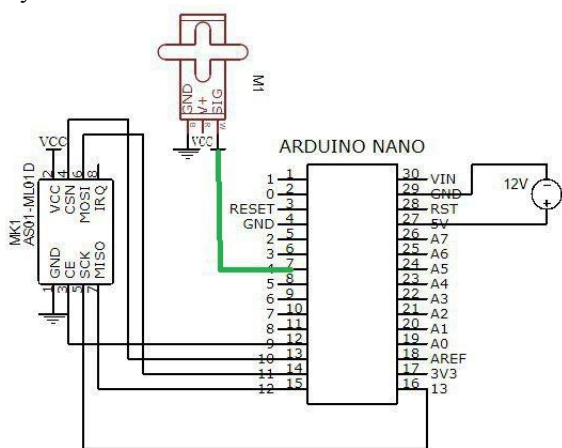 M1
GND
V+
SIG
B
R
W
VCC
ARDUINO NANO
VCC
MK1
AS01-ML01D
2 4 6 8
VCC CSN MOSI IRQ
GND CE SCK MISO
1 3 5 7
1 1
0 2
RESET 3
GND 4
2 5
3 6
4 7
5 8
6 9
7 10
8 11
9 12
10 13
11 14
12 15
30 VIN
29 GND
28 RST
27 5V
26 A7
25 A6
24 A5
23 A4
22 A3
21 A2
20 A1
19 A0
18 AREF
17 3V3
16 13
12V